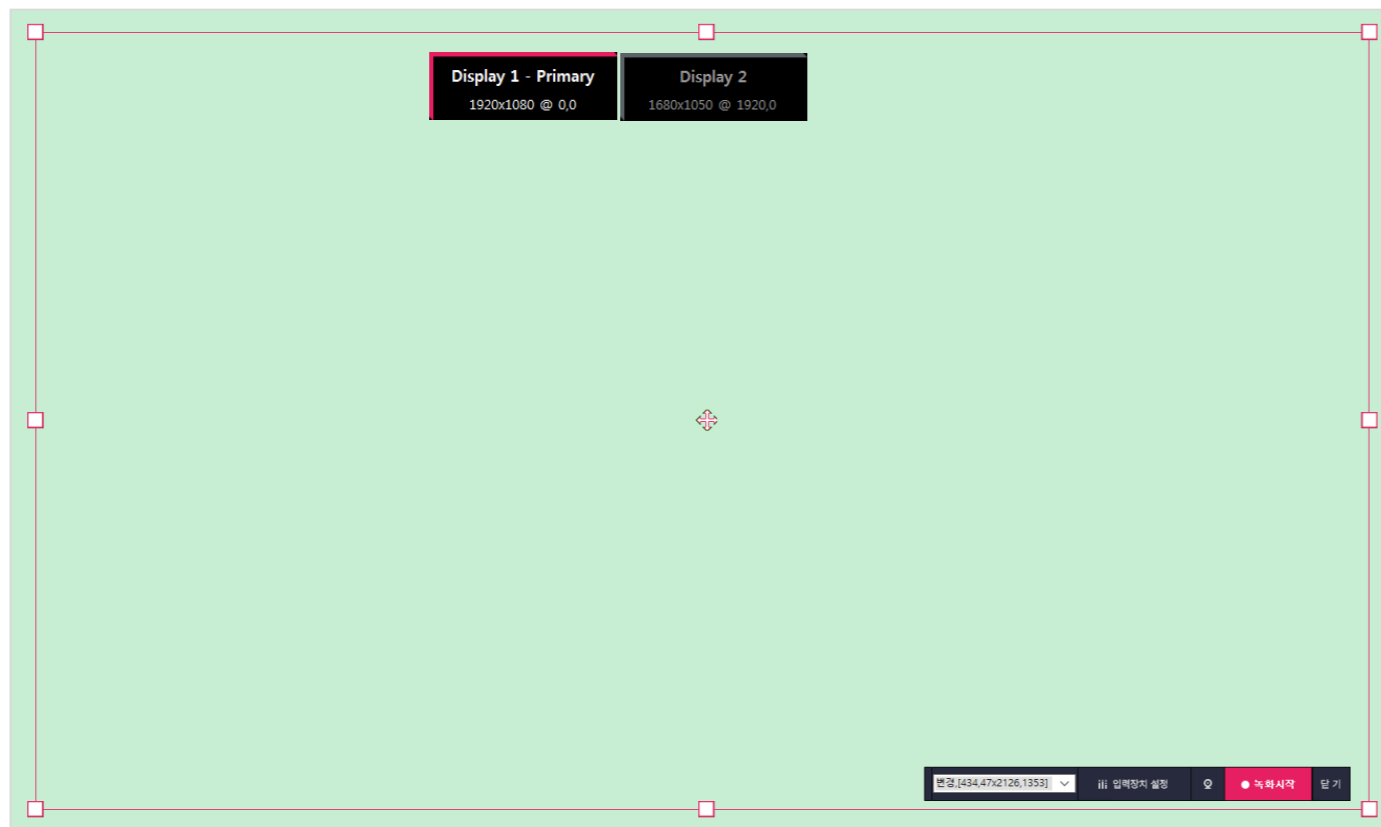 Display 1 - Primary
1920x1080 @ 0,0
Display 2
1680x1050 @ 1920,0
변경,[434,47x2126,1353]
입력장치 설정
녹화시작
닫 기